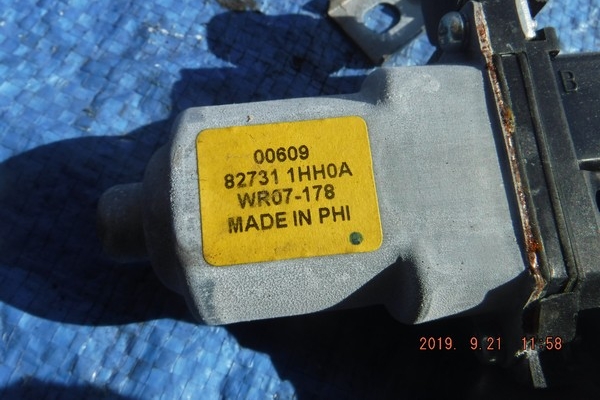 00609
82731 1HH0A
WR07-178
MADE IN PHI
B
2019. 9.21 11:58